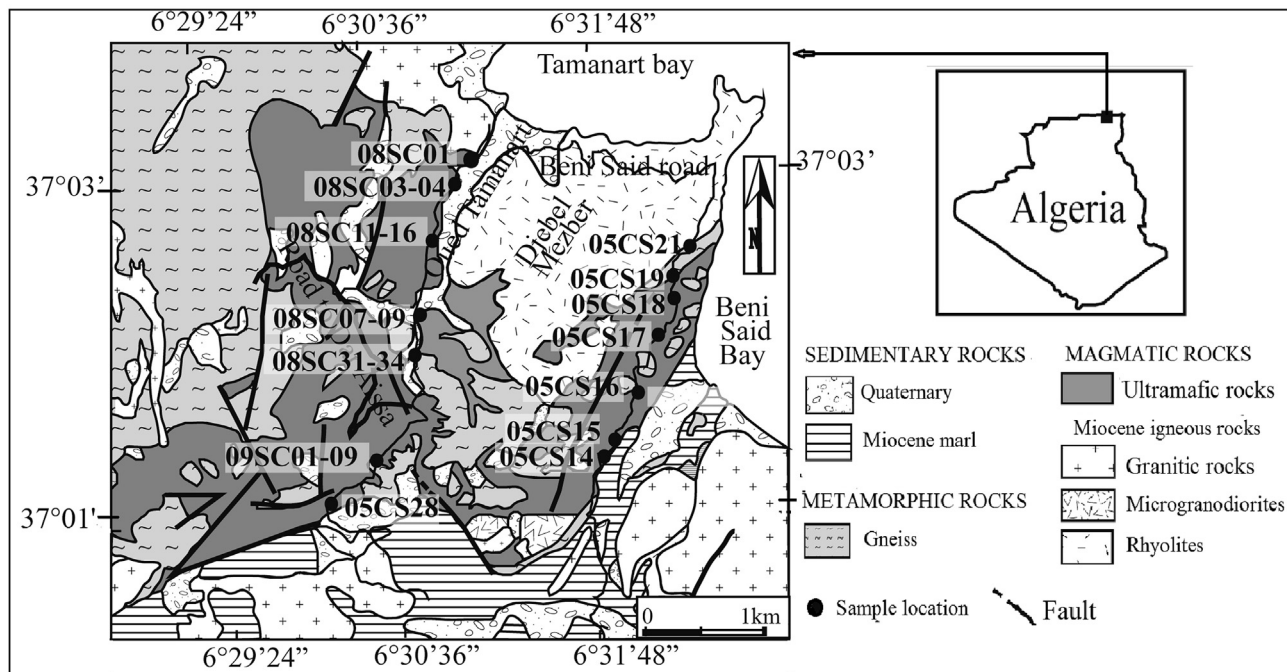 6°29’24”
6°30’36”
6°31’48”
Tamanart bay
Beni Said road
37°03’
37°03’
08SC01
08SC03-04
08SC11-16
Oued Tamanart
Djebel
Mezber
05CS21
05CS19
05CS18
05CS17
05CS16
05CS15
05CS14
08SC07-09
08SC31-34
09SC01-09
05CS28
Road
Assa
Beni
Said
Bay
N
37°01'
0 1km
6°29’24”
6°30’36”
6°31’48”
Algeria
SEDIMENTARY ROCKS
Quaternary
Miocene marl
METAMORPHIC ROCKS
Gneiss
Sample location
MAGMATIC ROCKS
Ultramafic rocks
Miocene igneous rocks
Granitic rocks
Microgranodiorites
Rhyolites
Fault